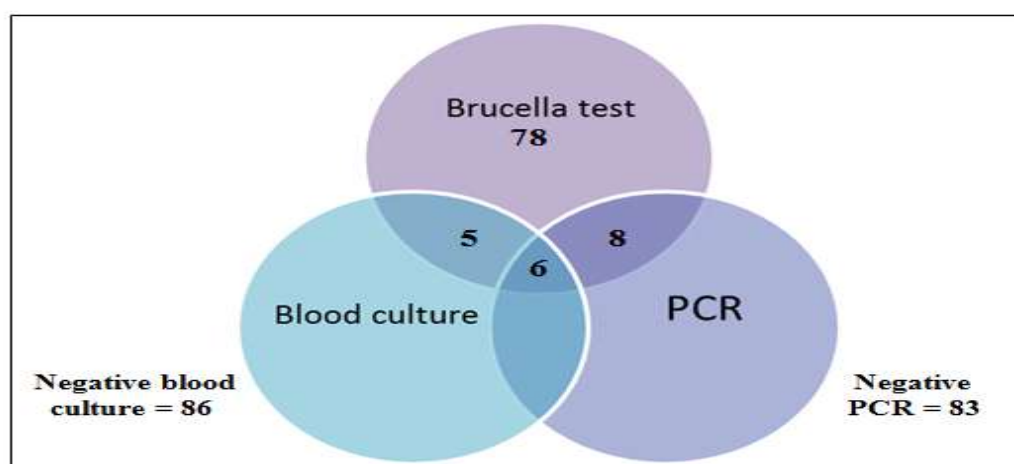 Brucella test
78
5
8
6
Blood culture
PCR
Negative blood
culture = 86
Negative
PCR = 83